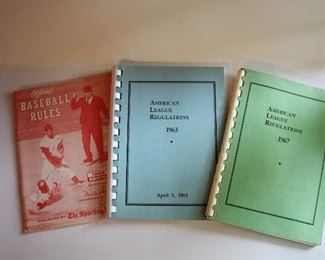 Official
BASEBALL
RULES
The Sporting
AMERICAN
LEAGUE
REGULATIONS
1963
April 1, 1963
AMERICAN
LEAGUE
REGULATIONS
1967